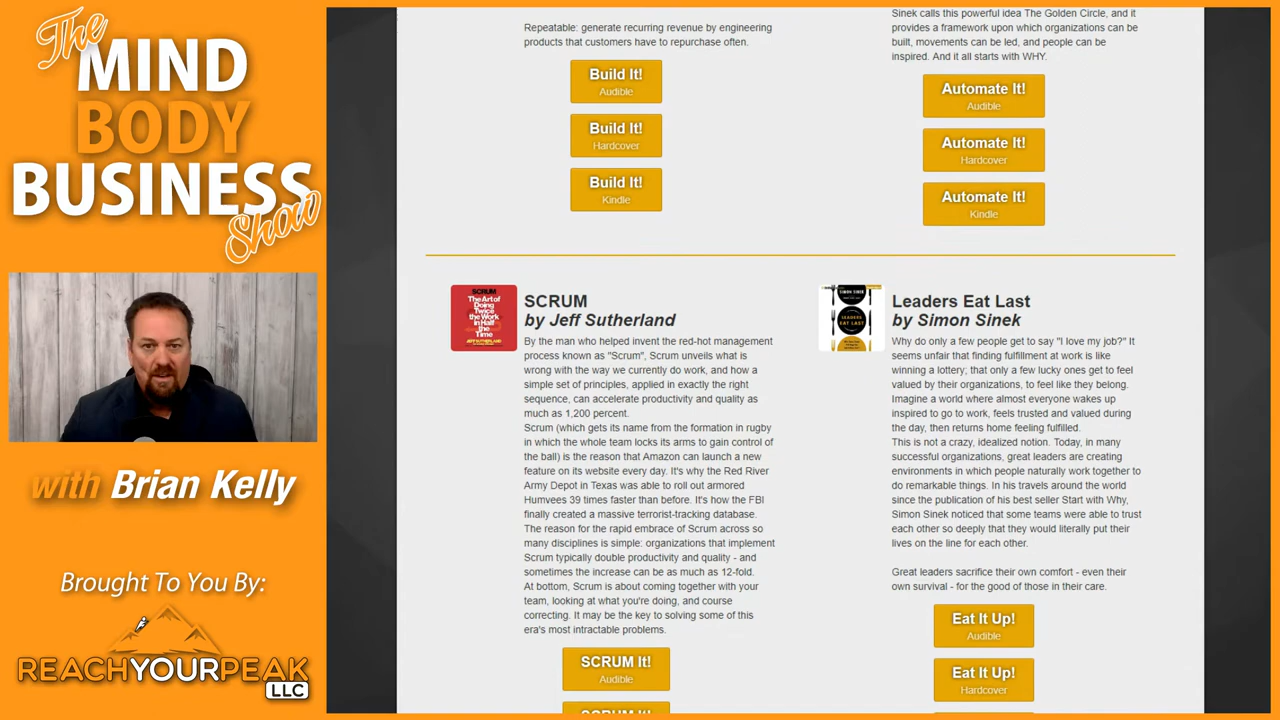 The
MIND
BODY
BUSINESS
Show
with Brian Kelly
Brought To You By:
REACHYOURPEAK
LLC
Repeatable: generate recurring revenue by engineering
products that customers have to repurchase often.
Build It!
Audible
Build It!
Hardcover
Build It!
Kindle
Sinek calls this powerful idea The Golden Circle, and it
provides a framework upon which organizations can be
built, movements can be led, and people can be
inspired. And it all starts with WHY.
Automate It!
Audible
Automate It!
Hardcover
Automate It!
Kindle
SCRUM
The Art of
Doing
Twice
the Work
in Half
the
Time
JEFF SUTHERLAND
SCRUM
by Jeff Sutherland
By the man who helped invent the red-hot management
process known as "Scrum", Scrum unveils what is
wrong with the way we currently do work, and how a
simple set of principles, applied in exactly the right
sequence, can accelerate productivity and quality as
much as 1,200 percent.
Scrum (which gets its name from the formation in rugby
in which the whole team locks its arms to gain control of
the ball) is the reason that Amazon can launch a new
feature on its website every day. It's why the Red River
Army Depot in Texas was able to roll out armored
Humvees 39 times faster than before. It's how the FBI
finally created a massive terrorist-tracking database.
The reason for the rapid embrace of Scrum across so
many disciplines is simple: organizations that implement
Scrum typically double productivity and quality - and
sometimes the increase can be as much as 12-fold.
At bottom, Scrum is about coming together with your
team, looking at what you're doing, and course
correcting. It may be the key to solving some of this
era's most intractable problems.
SCRUM It!
Audible
SCRUM It!
SIMON SINEK
LEADERS
EAT LAST
Leaders Eat Last
by Simon Sinek
Why do only a few people get to say "I love my job?" It
seems unfair that finding fulfillment at work is like
winning a lottery; that only a few lucky ones get to feel
valued by their organizations, to feel like they belong.
Imagine a world where almost everyone wakes up
inspired to go to work, feels trusted and valued during
the day, then returns home feeling fulfilled.
This is not a crazy, idealized notion. Today, in many
successful organizations, great leaders are creating
environments in which people naturally work together to
do remarkable things. In his travels around the world
since the publication of his best seller Start with Why,
Simon Sinek noticed that some teams were able to trust
each other so deeply that they would literally put their
lives on the line for each other.
Great leaders sacrifice their own comfort - even their
own survival - for the good of those in their care.
Eat It Up!
Audible
Eat It Up!
Hardcover